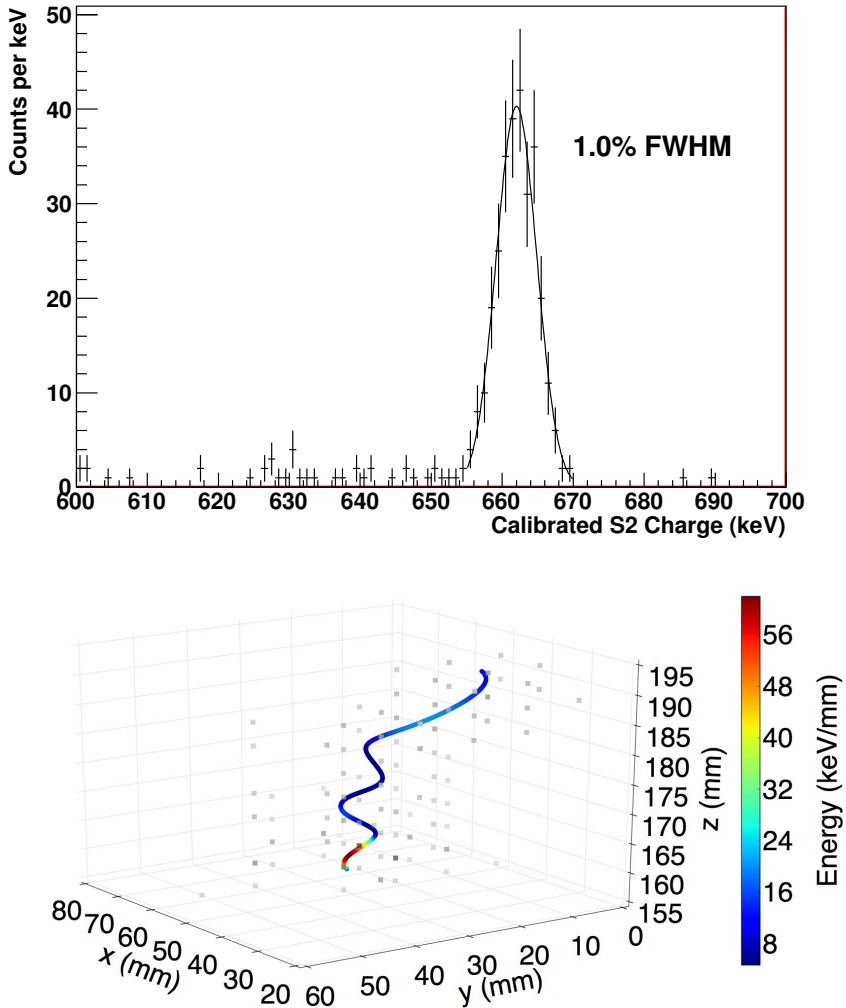 50
Counts per keV
40
1.0% FWHM
30
20
10
0
600 610 620 630 640 650 660 670 680 690 700
Calibrated S2 Charge (keV)
56
48
40
32
24
16
8
Energy (keV/mm)
195
190
185
180
175
170
165
160
155
z (mm)
80 70 60 50 40 30 20
x (mm)
60 50 40 30 20 10 0
y (mm)